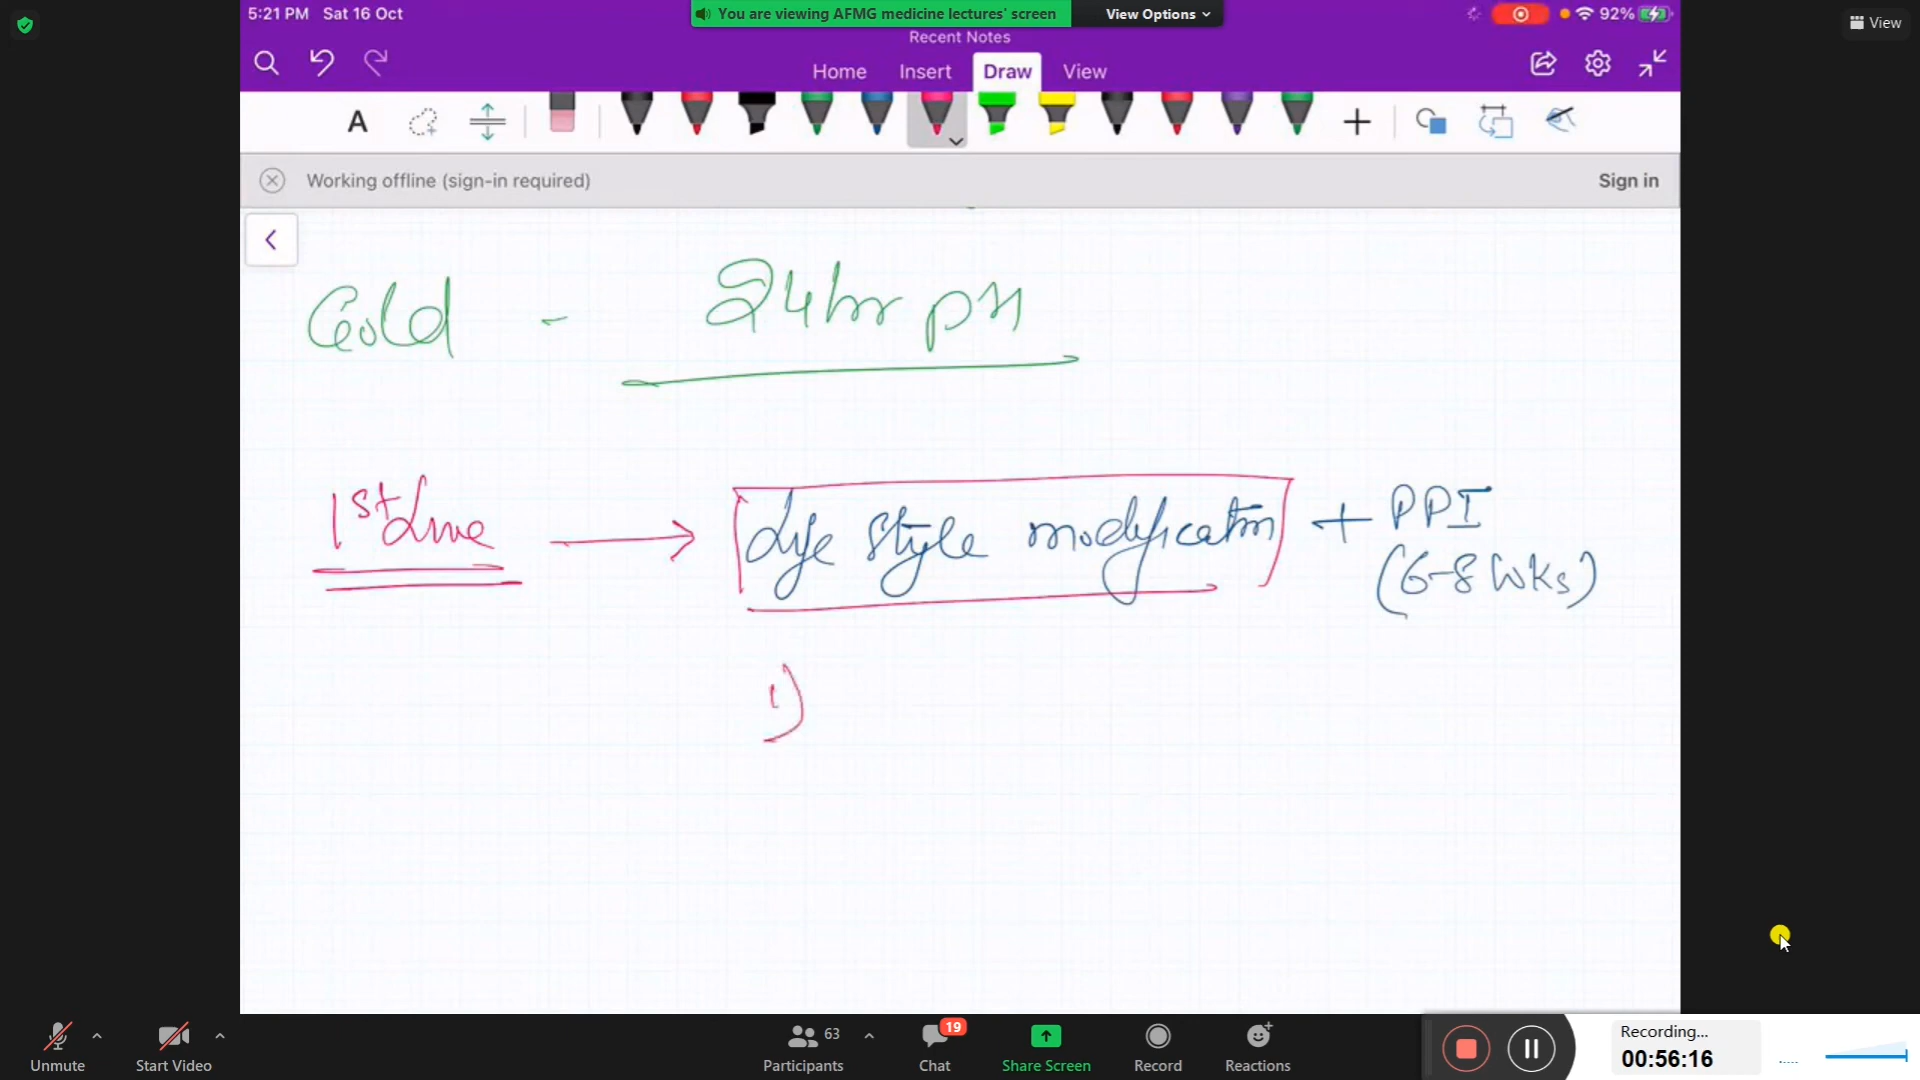 5:21 PM Sat 16 Oct
You are viewing AFMG medicine lectures' screen
View Options
92%
View
Recent Notes
Home Insert Draw View
A
Working offline (sign-in required)
Sign in
Gold - 24hr pH
1st Line → Life style modification + PPI
(6-8 wks)
1)
Unmute
Start Video
63
Participants
19
Chat
Share Screen
Record
Reactions
Recording...
00:56:16